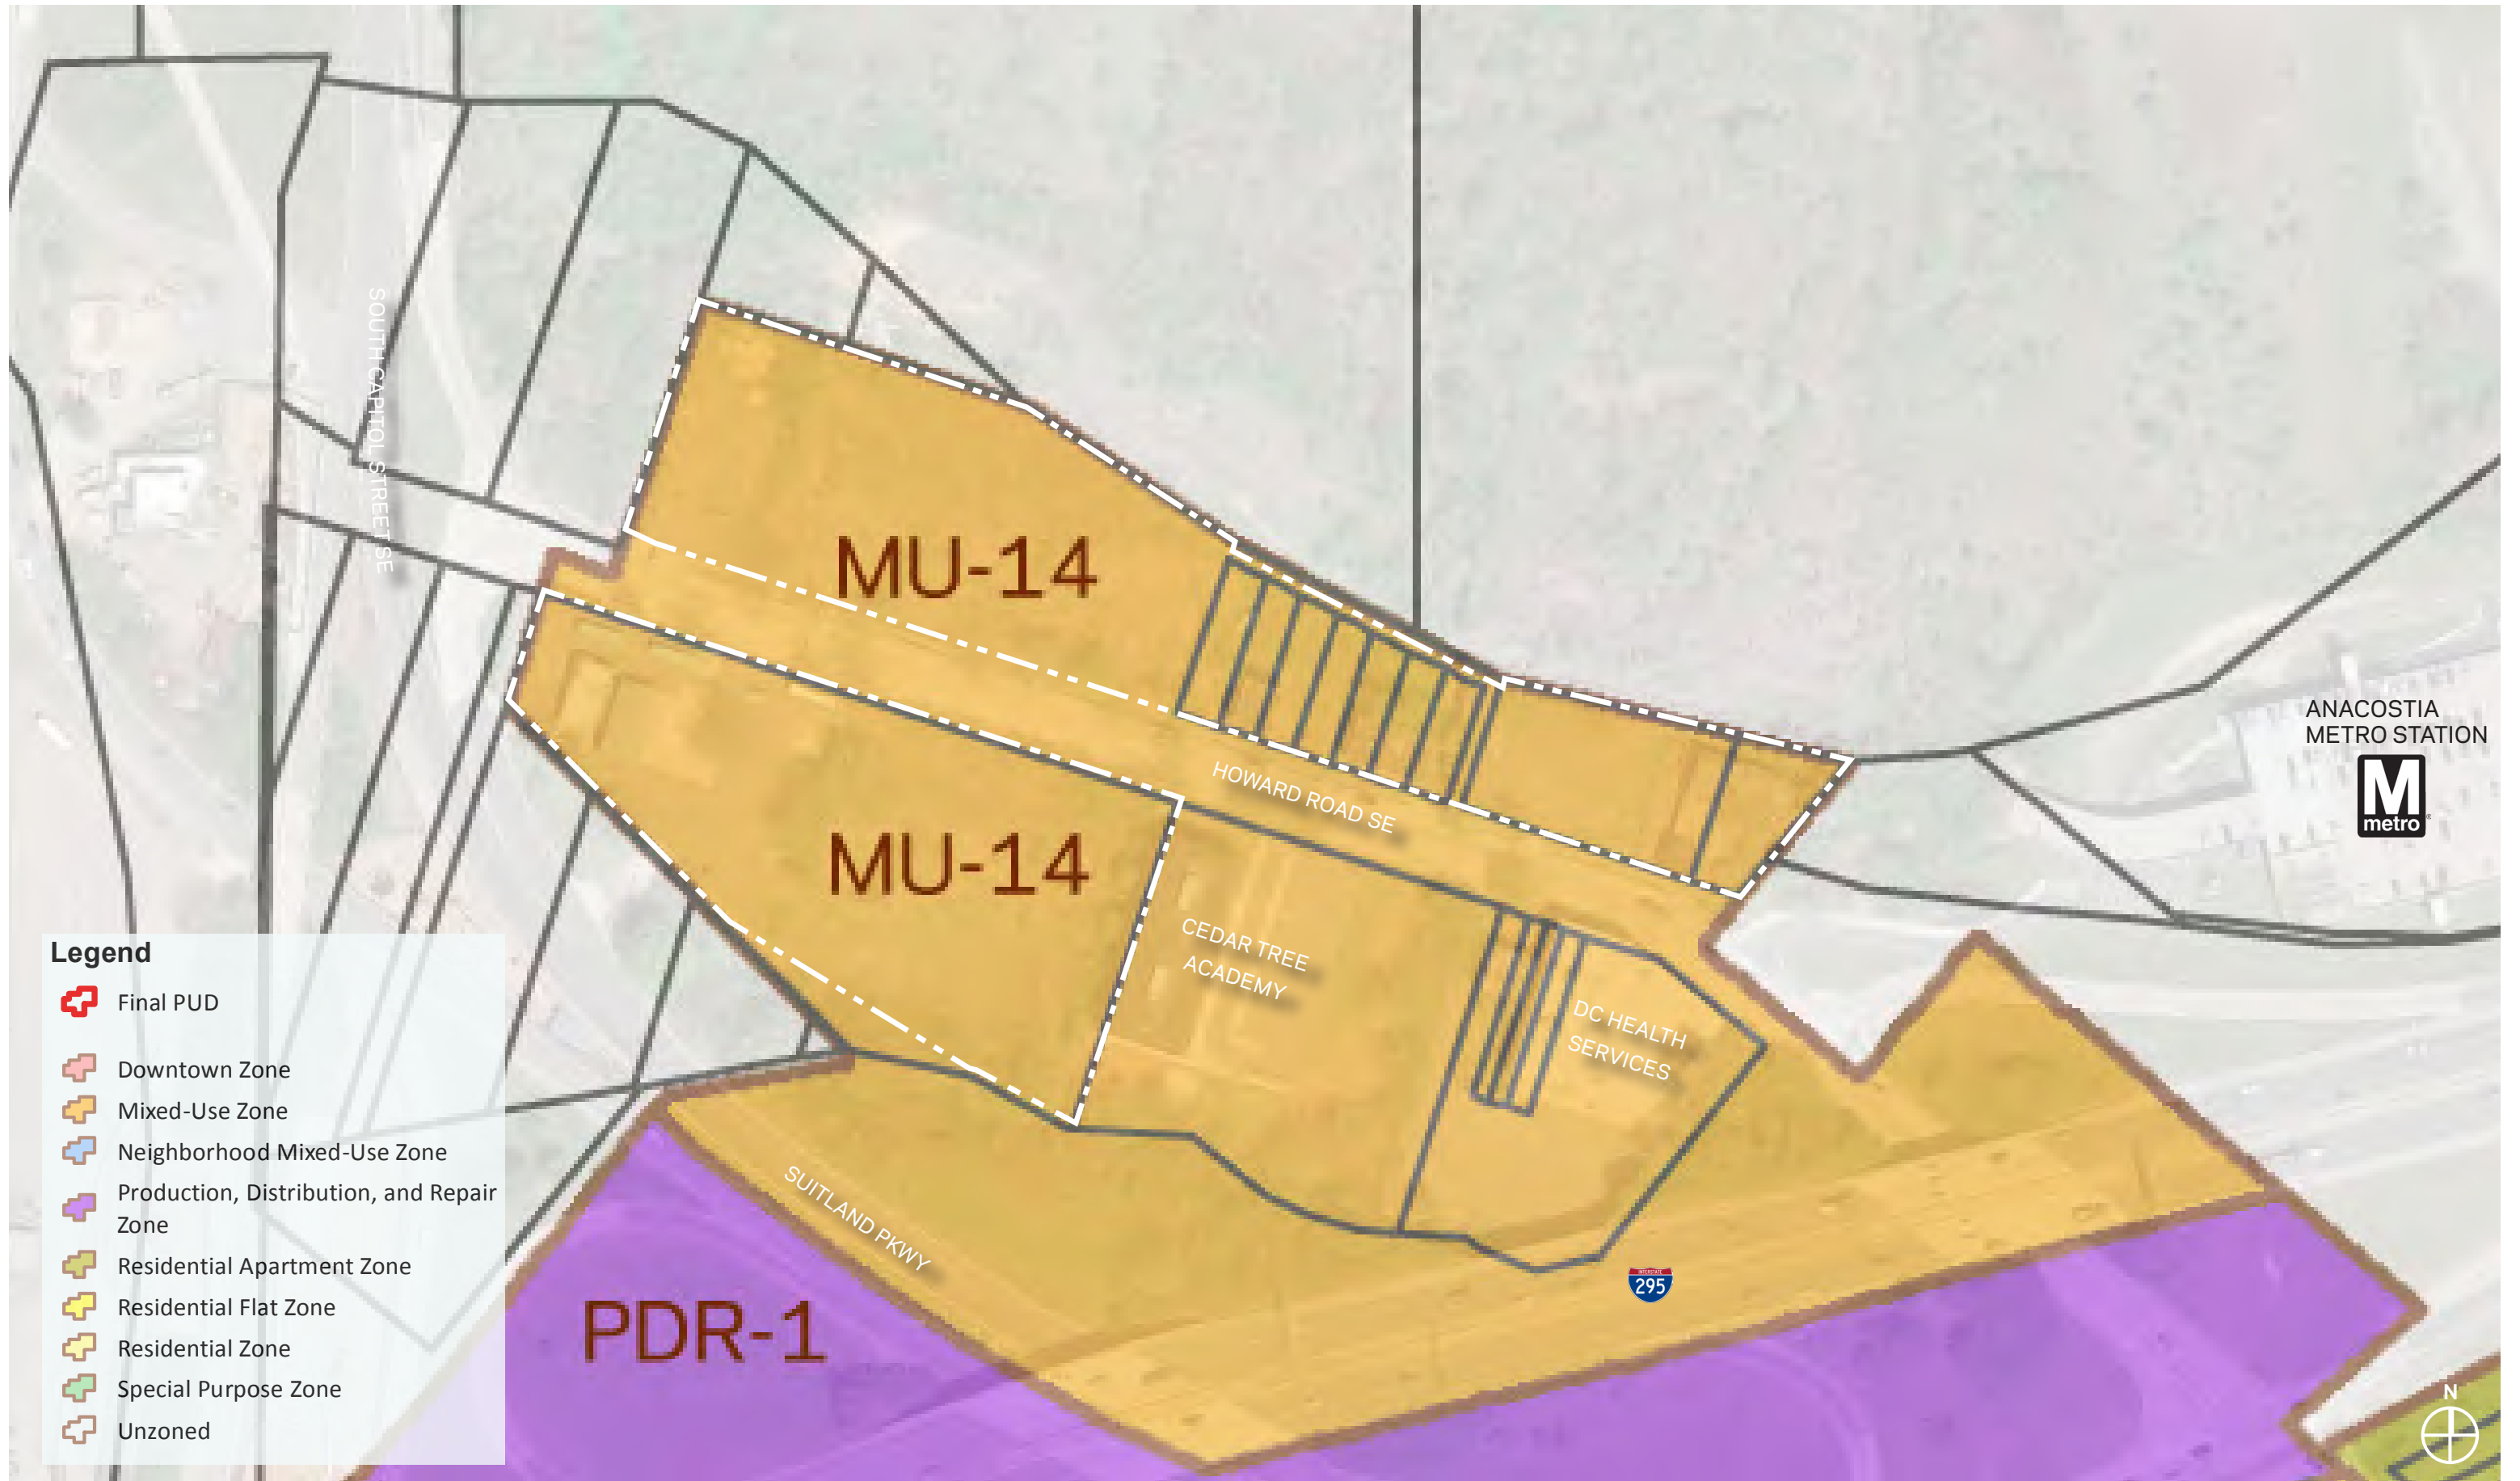 SOUTH CAPITOL STREET SE
MU-14
HOWARD ROAD SE
MU-14
CEDAR TREE
ACADEMY
DC HEALTH
SERVICES
SUITLAND PKWY
INTERSTATE
295
PDR-1
ANACOSTIA
METRO STATION
M
metro
N
Legend
Final PUD
Downtown Zone
Mixed-Use Zone
Neighborhood Mixed-Use Zone
Production, Distribution, and Repair
Zone
Residential Apartment Zone
Residential Flat Zone
Residential Zone
Special Purpose Zone
Unzoned